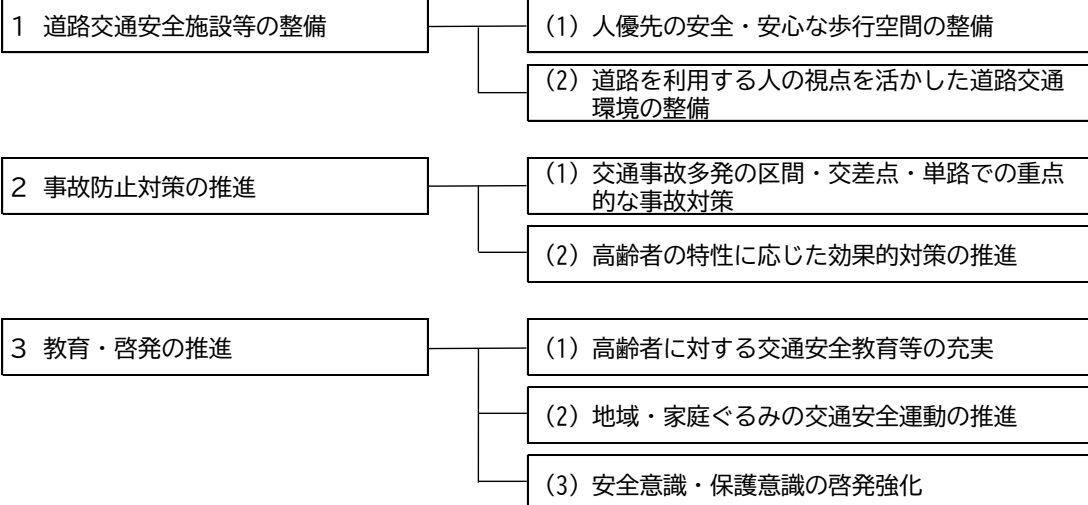 1 道路交通安全施設等の整備
(1) 人優先の安全・安心な歩行空間の整備
(2) 道路を利用する人の視点を活かした道路交通
環境の整備
2 事故防止対策の推進
(1) 交通事故多発の区間・交差点・単路での重点
的な事故対策
(2) 高齢者の特性に応じた効果的対策の推進
3 教育・啓発の推進
(1) 高齢者に対する交通安全教育等の充実
(2) 地域・家庭ぐるみの交通安全運動の推進
(3) 安全意識・保護意識の啓発強化